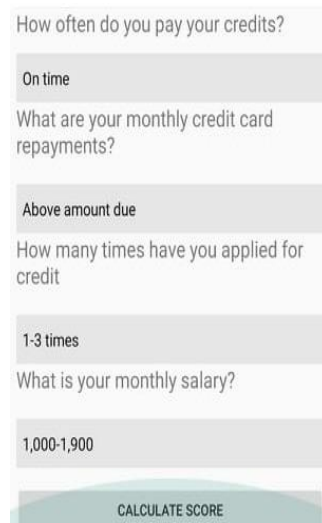 How often do you pay your credits?
On time
What are your monthly credit card
repayments?
Above amount due
How many times have you applied for
credit
1-3 times
What is your monthly salary?
1,000-1,900
CALCULATE SCORE